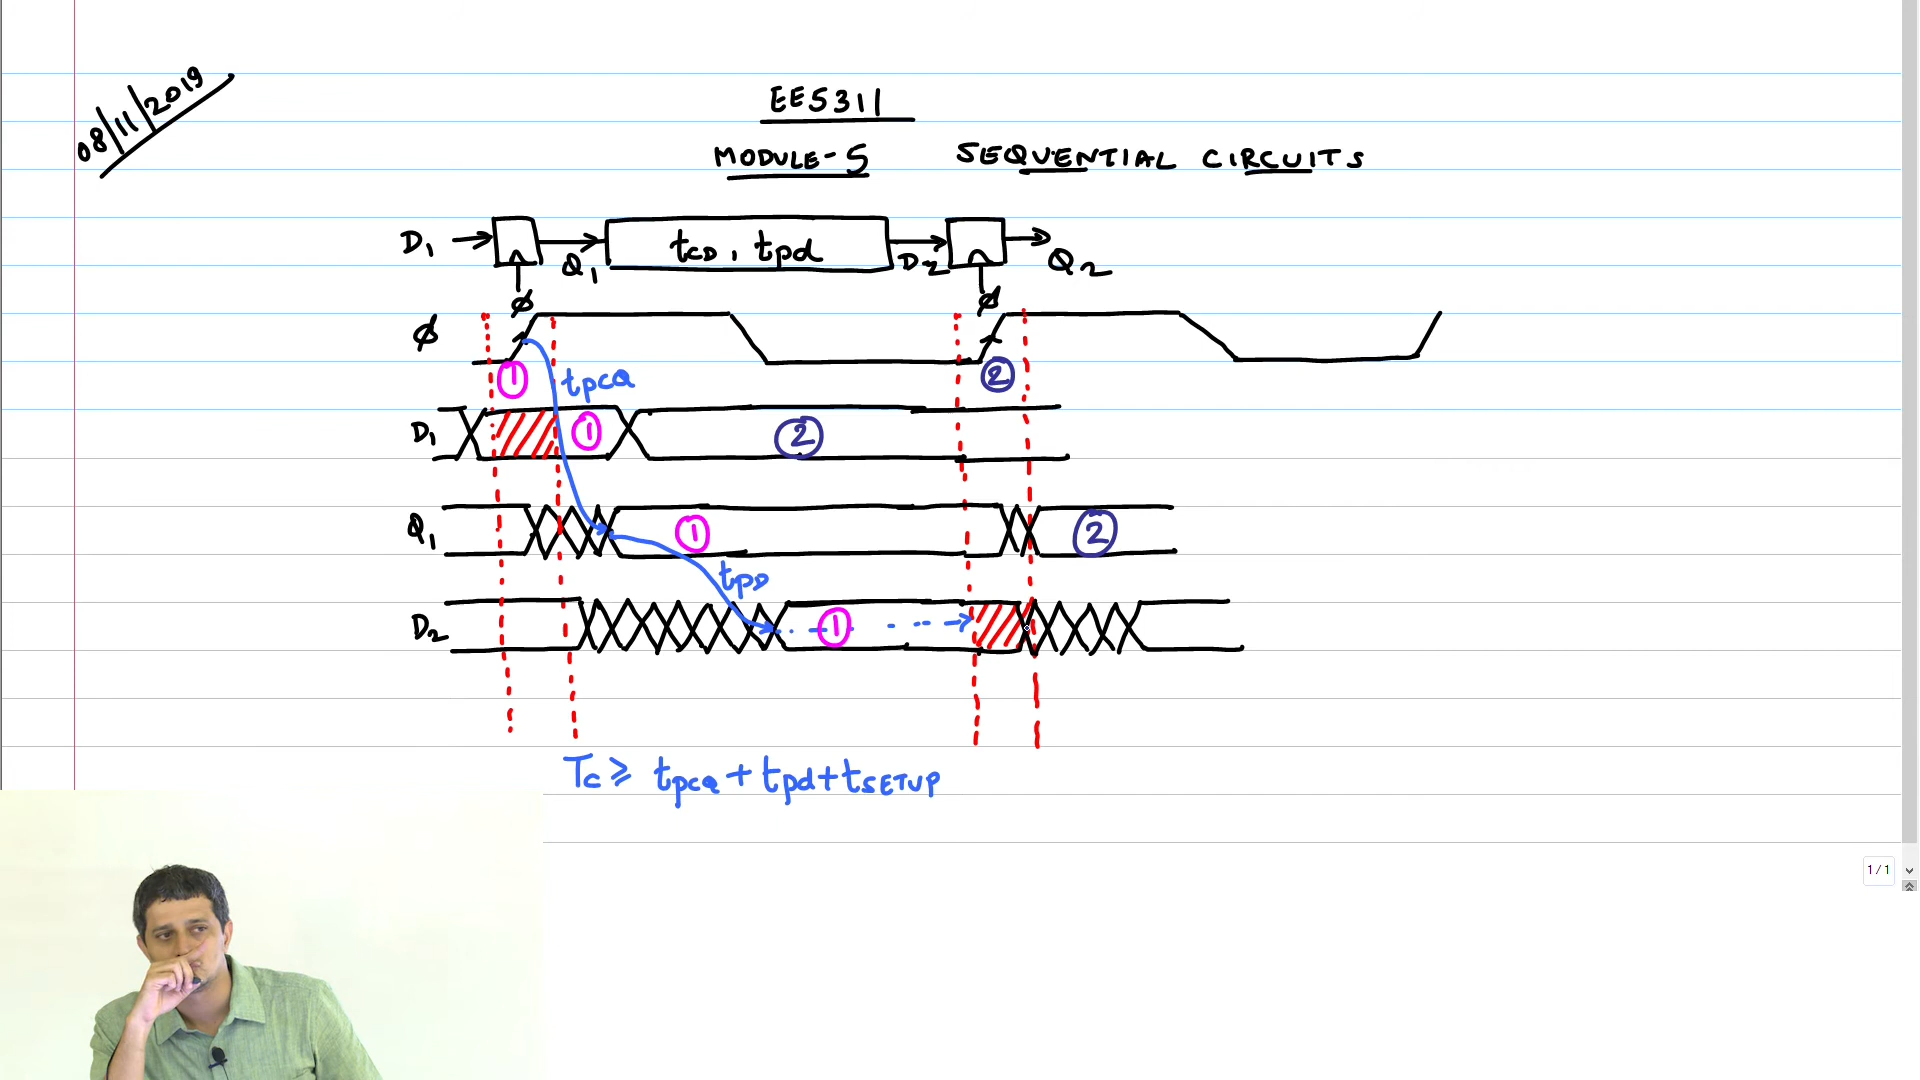 08/11/2019
EE5311
MODULE-5 SEQUENTIAL CIRCUITS
D1 Q1 tCD, tpd D2 Q2
ϕ ϕ
ϕ
1 tpcQ 2
D1 1 2
Q1 1 2
tPD
D2 1
Tc ≥ tpcQ + tpd + tSETUP
1 / 1